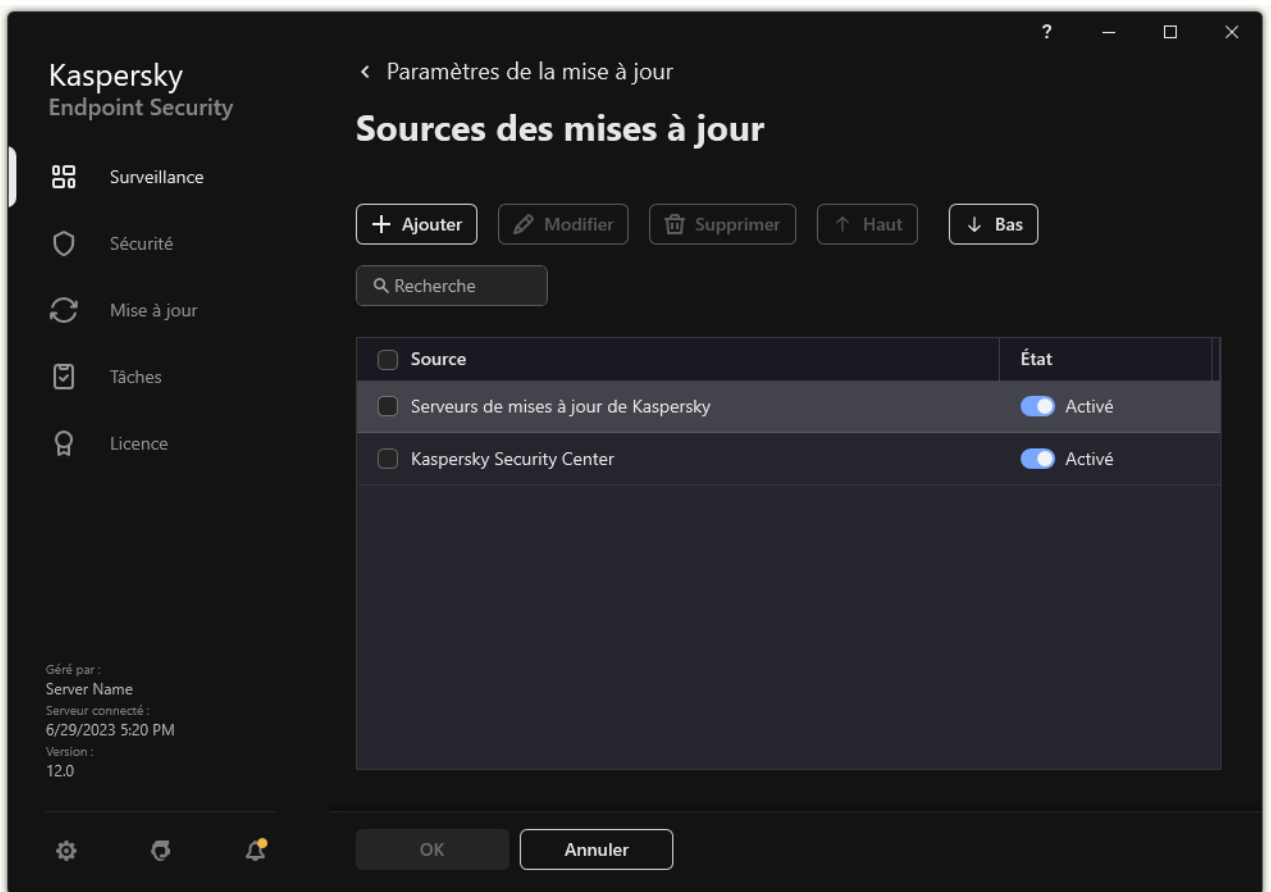 ?
Kaspersky
Endpoint Security
Surveillance
Sécurité
Mise à jour
Tâches
Licence
Géré par :
Server Name
Serveur connecté :
6/29/2023 5:20 PM
Version :
12.0
Paramètres de la mise à jour
Sources des mises à jour
Ajouter Modifier Supprimer Haut Bas
Recherche
Source État
Serveurs de mises à jour de Kaspersky Activé
Kaspersky Security Center Activé
OK Annuler